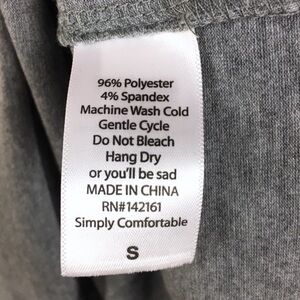 96% Polyester
4% Spandex
Machine Wash Cold
Gentle Cycle
Do Not Bleach
Hang Dry
or you'll be sad
MADE IN CHINA
RN#142161
Simply Comfortable
S